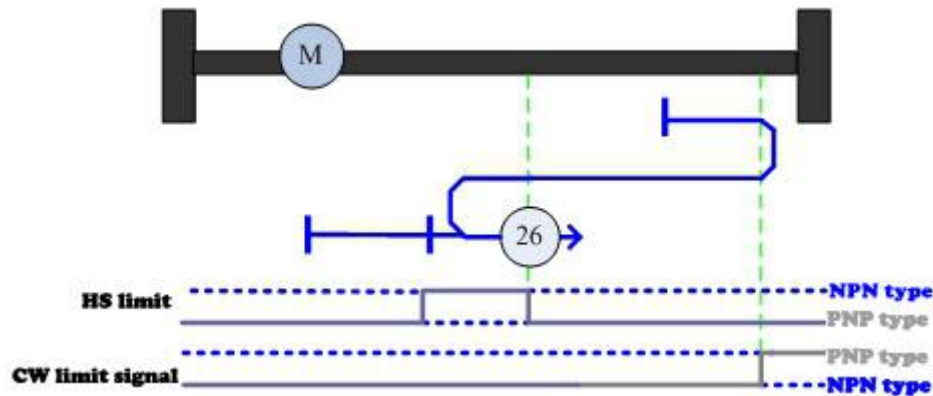 M
26
HS limit
NPN type
PNP type
CW limit signal
PNP type
NPN type